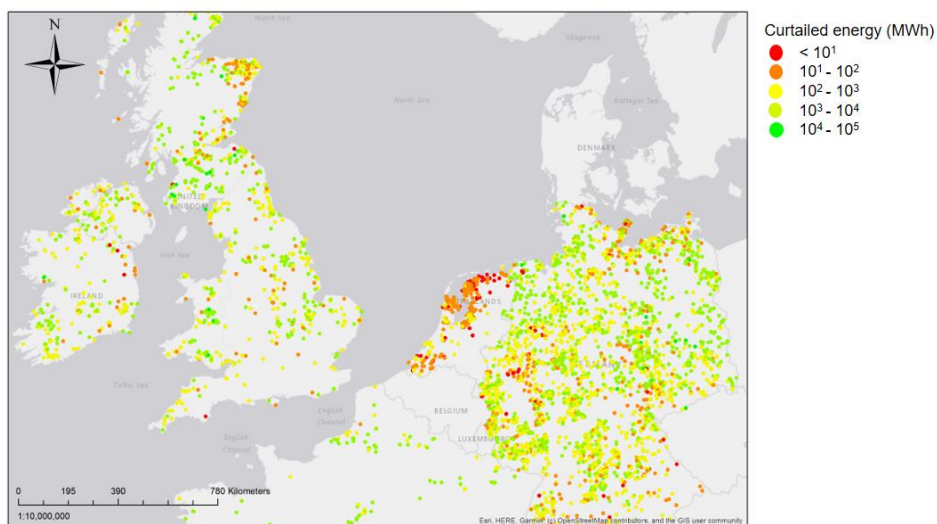 N
North Sea
Skagerrak
Kattegat Sea
North Sea
DENMARK
UNITED
KINGDOM
Irish Sea
IRELAND
Celtic Sea
English
Channel
English
Channel
BELGIUM
LUXEMBOURG
0 195 390 780 Kilometers
1:10,000,000
Esri, HERE, Garmin, (c) OpenStreetMap contributors, and the GIS user community
Curtailed energy (MWh)
< 10¹
10¹ - 10²
10² - 10³
10³ - 10⁴
10⁴ - 10⁵